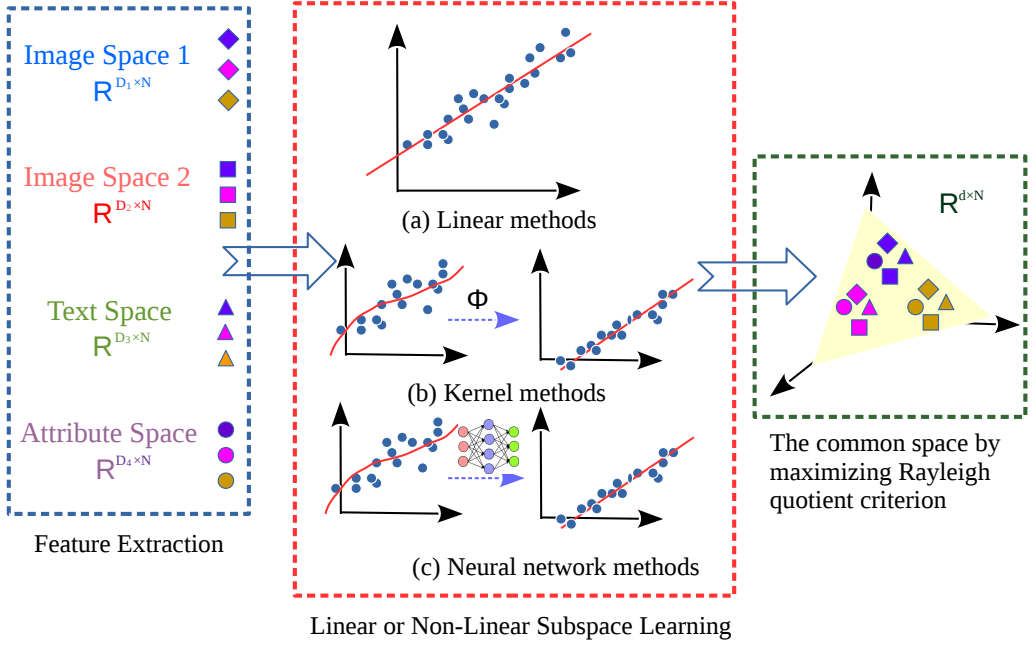 Image Space 1
R^{D₁×N}
Image Space 2
R^{D₂×N}
Text Space
R^{D₃×N}
Attribute Space
R^{D₄×N}
Feature Extraction
(a) Linear methods
Φ
(b) Kernel methods
(c) Neural network methods
Linear or Non-Linear Subspace Learning
R^{d×N}
The common space by
maximizing Rayleigh
quotient criterion